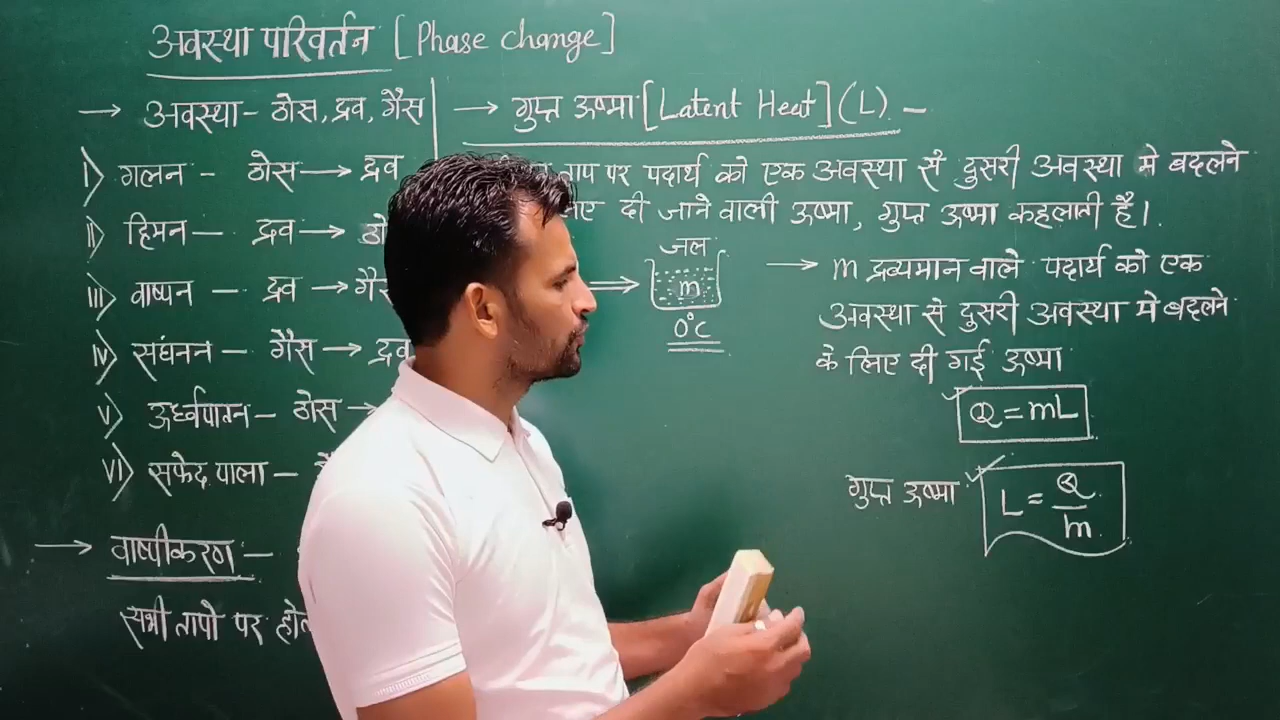 अवस्था परिवर्तन [Phase change]
→ अवस्था- ठोस, द्रव, गैस
I) गलन - ठोस → द्रव
II) हिमन - द्रव →
III) वाष्पन - द्रव → गैस
IV) संघनन - गैस → द्रव
V) ऊर्ध्वपातन - ठोस →
VI) सफेद पाला -
→ वाष्पीकरण -
सभी तापो पर
→ गुप्त ऊष्मा [Latent Heat] (L). -
ताप पर पदार्थ को एक अवस्था से दुसरी अवस्था मे बदलने
दी जाने वाली ऊष्मा, गुप्त ऊष्मा कहलाती है।
जल
m
0°C
→ m द्रव्यमान वाले पदार्थ को एक
अवस्था से दुसरी अवस्था मे बदलने
के लिए दी गई ऊष्मा
Q = mL
गुप्त ऊष्मा L = Q/m